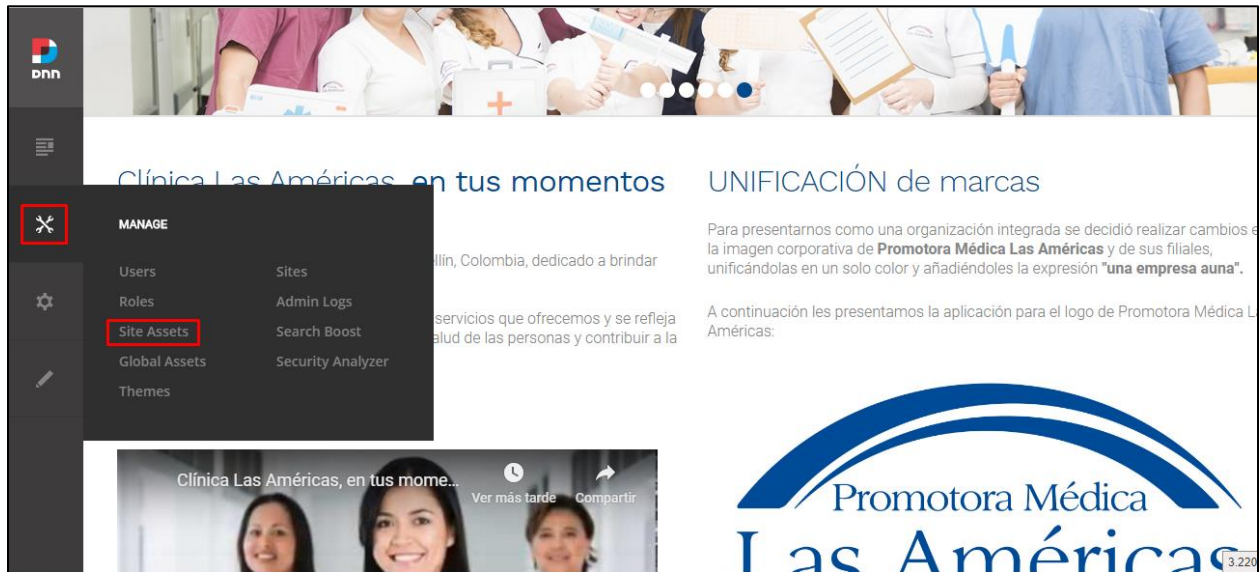 Dnn
Clínica Las Américas, en tus momentos
MANAGE
Users
Roles
Site Assets
Global Assets
Themes
Sites
Admin Logs
Search Boost
Security Analyzer
llín, Colombia, dedicado a brindar
servicios que ofrecemos y se refleja
alud de las personas y contribuir a la
Clínica Las Américas, en tus mome...
Ver más tarde
Compartir
UNIFICACIÓN de marcas
Para presentarnos como una organización integrada se decidió realizar cambios e
la imagen corporativa de Promotora Médica Las Américas y de sus filiales,
unificándolas en un solo color y añadiéndoles la expresión "una empresa auna".
A continuación les presentamos la aplicación para el logo de Promotora Médica L
Américas:
Promotora Médica
Las Américas
3.220